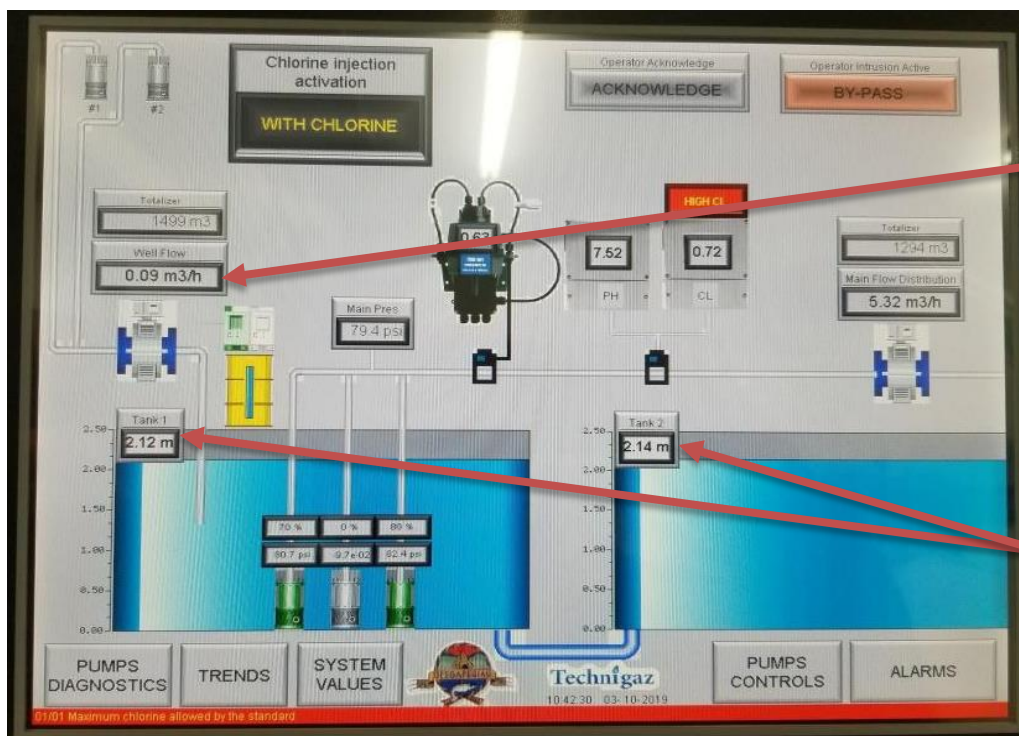 Chlorine injection
activation
WITH CHLORINE
Operator Acknowledge
ACKNOWLEDGE
Operator Intrusion Active
BY-PASS
#1
#2
Totalizer
1499 m3
Well Flow
0.09 m3/h
Main Pres
79.4 psi
0.63
7.52
PH
HIGH CL
0.72
CL
Totalizer
1294 m3
Main Flow Distribution
5.32 m3/h
Tank 1
2.12 m
2.50
2.00
1.50
1.00
0.50
0.00
70 %
0 %
80 %
80.7 psi
-9.7e-02
82.4 psi
Tank 2
2.14 m
2.50
2.00
1.50
1.00
0.50
0.00
PUMPS
DIAGNOSTICS
TRENDS
SYSTEM
VALUES
Technigaz
10:42:30 03-10-2019
PUMPS
CONTROLS
ALARMS
01/01 Maximum chlorine allowed by the standard